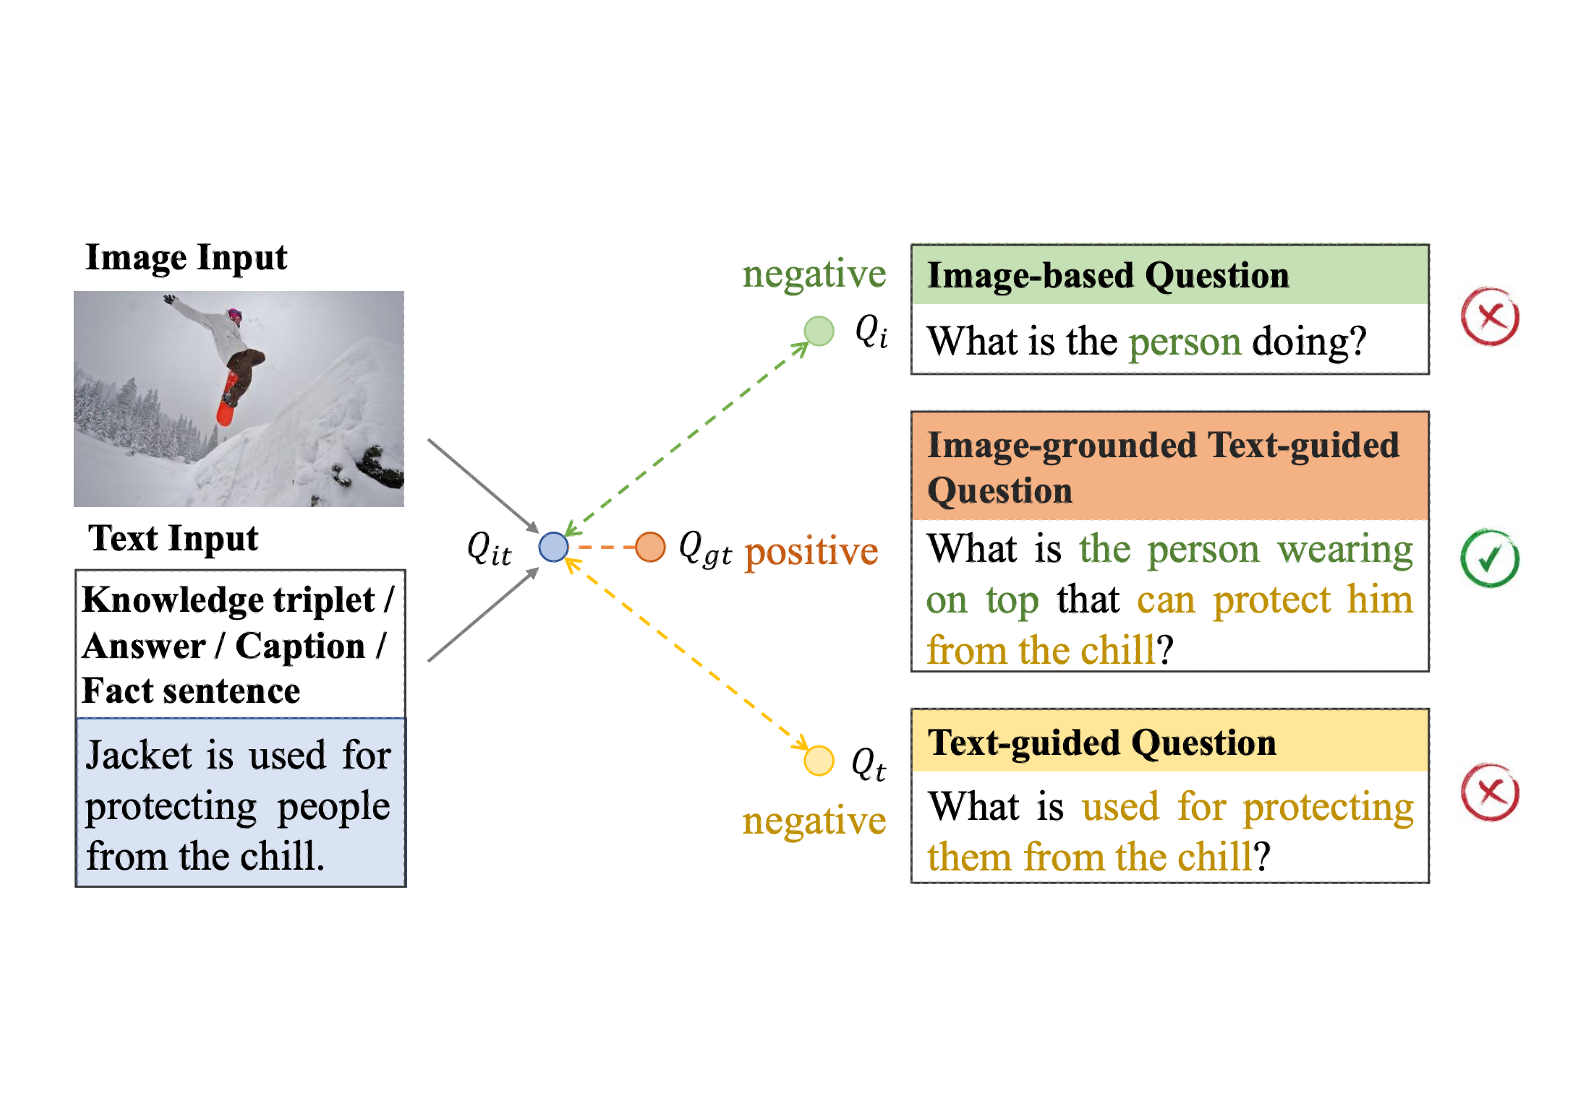 Image Input
Text Input
Knowledge triplet /
Answer / Caption /
Fact sentence
Jacket is used for
protecting people
from the chill.
Q_{it}
negative
Q_i
Q_{gt} positive
Q_t
negative
Image-based Question
What is the person doing?
Image-grounded Text-guided
Question
What is the person wearing
on top that can protect him
from the chill?
Text-guided Question
What is used for protecting
them from the chill?